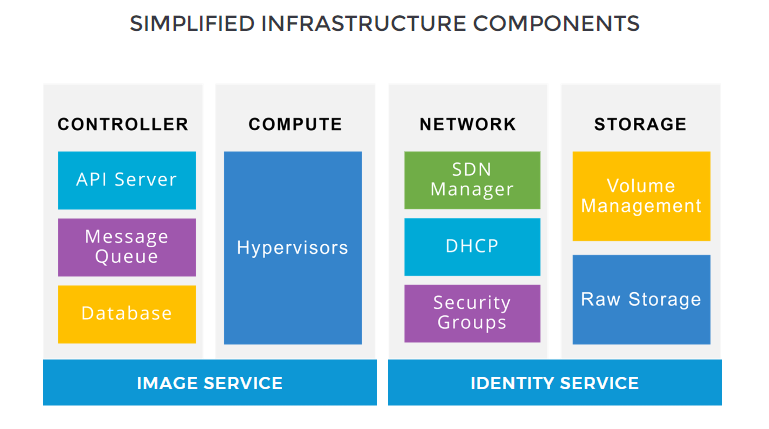 SIMPLIFIED INFRASTRUCTURE COMPONENTS
CONTROLLER
API Server
Message
Queue
Database
COMPUTE
Hypervisors
NETWORK
SDN
Manager
DHCP
Security
Groups
STORAGE
Volume
Management
Raw Storage
IMAGE SERVICE
IDENTITY SERVICE